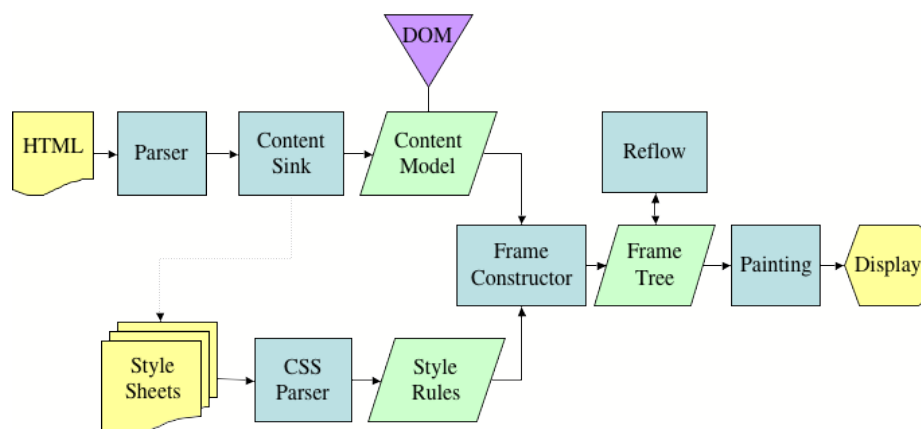 DOM
HTML
Parser
Content
Sink
Content
Model
Reflow
Frame
Constructor
Frame
Tree
Painting
Display
Style
Sheets
CSS
Parser
Style
Rules